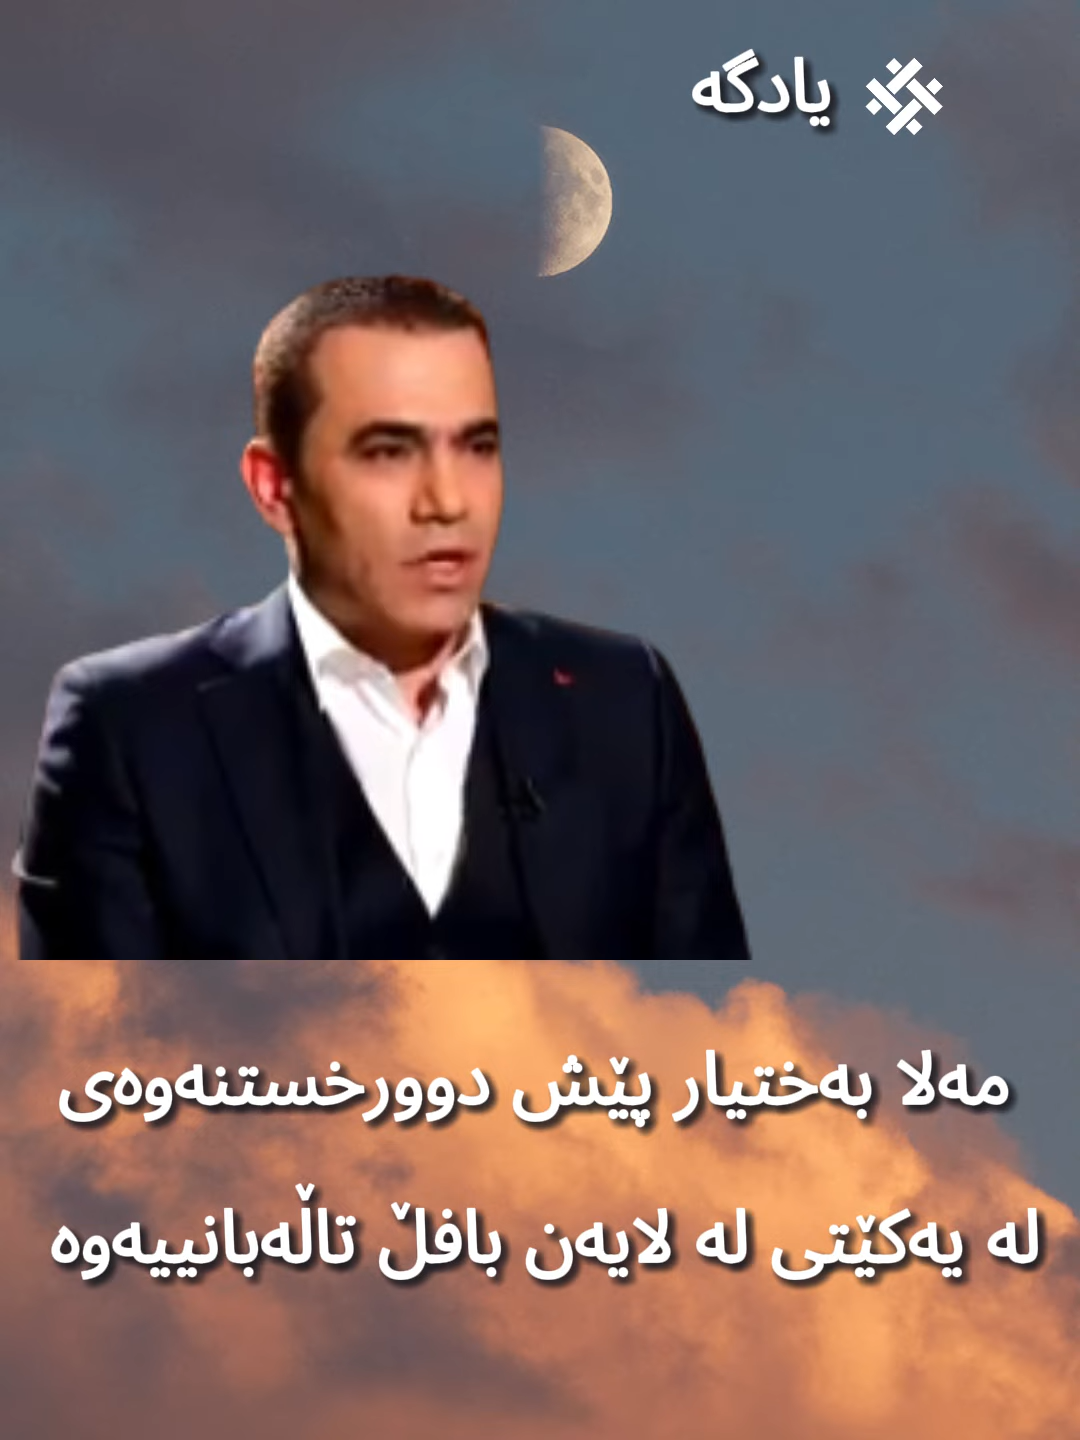 یادگە
مەلا بەختیار پێش دوورخستنەوەی
لە یەکێتی لە لایەن بافڵ تاڵەبانییەوە